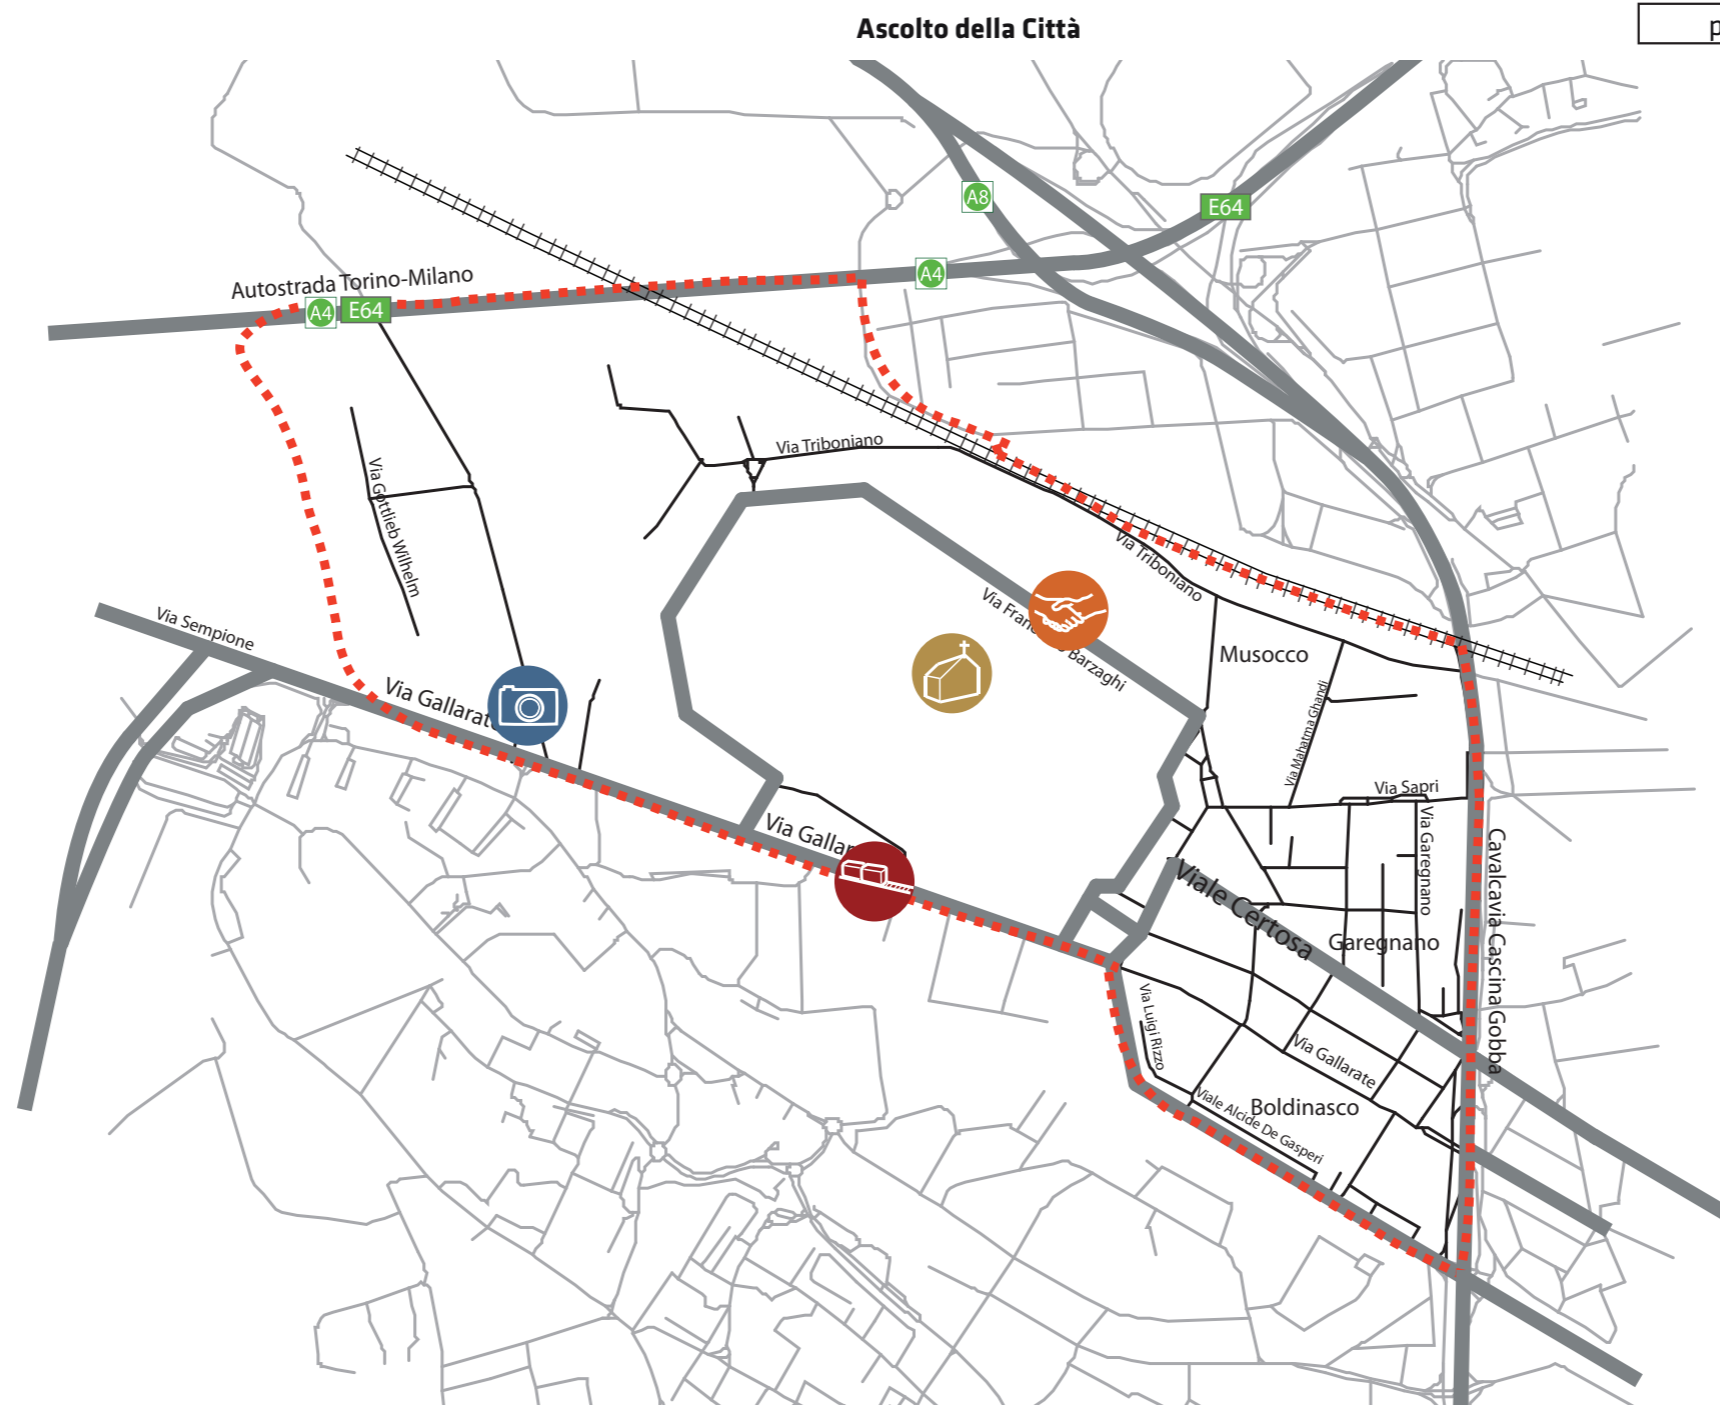 Ascolto della Città
p
A8
E64
A4
Autostrada Torino-Milano
A4
E64
Via Triboniano
Via Gottlieb Wilhelm
Via Triboniano
Via Sempione
Via Gallarate
Via Fran
Barzaghi
Musocco
Via Mahatma Ghandi
Via Sapri
Via Garegnano
Via Gallar
Viale Certosa
Garegnano
Cavalcavia Cascina Gobba
Via Luigi Rizzo
Via Gallarate
Boldinasco
Viale Alcide De Gasperi